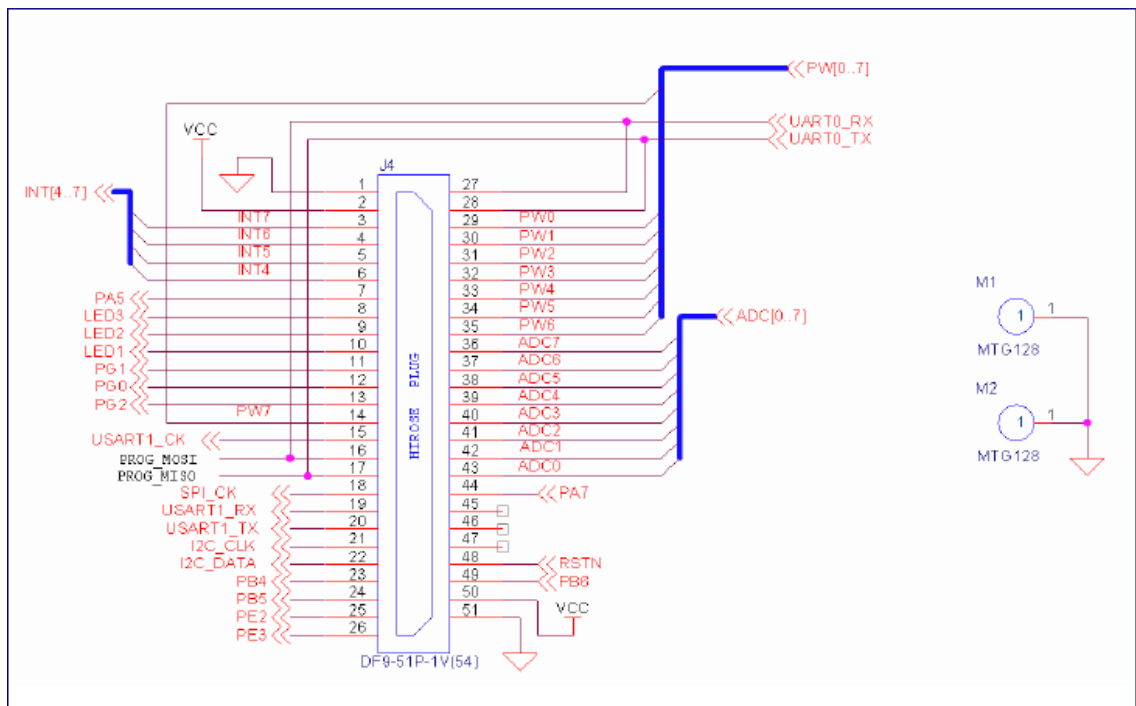 PW[0..7]
UART0_RX
UART0_TX
VCC
J4
INT[4..7]
1 27
2 28
INT7 3 29 PW0
INT6 4 30 PW1
INT5 5 31 PW2
INT4 6 32 PW3
PA5 7 33 PW4
LED3 8 34 PW5
LED2 9 35 PW6
LED1 10 36 ADC7
PG1 11 37 ADC6
PG0 12 38 ADC5
PG2 13 39 ADC4
PW7 14 40 ADC3
USART1_CK 15 41 ADC2
PROG_MOSI 16 42 ADC1
PROG_MISO 17 43 ADC0
SPI_CK 18 44 PA7
USART1_RX 19 45
USART1_TX 20 46
I2C_CLK 21 47
I2C_DATA 22 48 RSTN
PB4 23 49 PB6
PB5 24 50
PE2 25 51 VCC
PE3 26
HIROSE PLUG
DF9-51P-1V(54)
ADC[0..7]
M1
1 1
MTG128
M2
1 1
MTG128